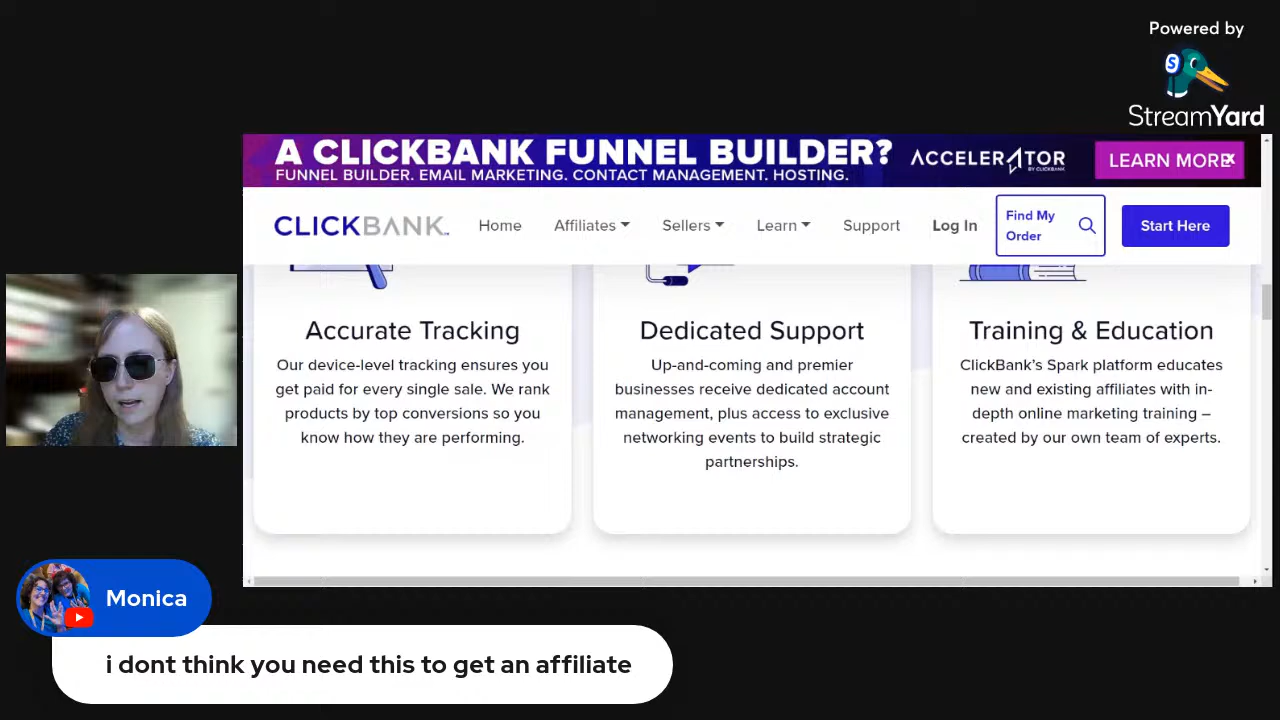 Powered by
StreamYard
A CLICKBANK FUNNEL BUILDER?
FUNNEL BUILDER. EMAIL MARKETING. CONTACT MANAGEMENT. HOSTING.
ACCELER4TOR
BY CLICKBANK
LEARN MORE
X
CLICKBANK™
Home
Affiliates
Sellers
Learn
Support
Log In
Find My
Order
Start Here
Accurate Tracking
Our device-level tracking ensures you
get paid for every single sale. We rank
products by top conversions so you
know how they are performing.
Dedicated Support
Up-and-coming and premier
businesses receive dedicated account
management, plus access to exclusive
networking events to build strategic
partnerships.
Training & Education
ClickBank’s Spark platform educates
new and existing affiliates with in-
depth online marketing training –
created by our own team of experts.
Monica
i dont think you need this to get an affiliate